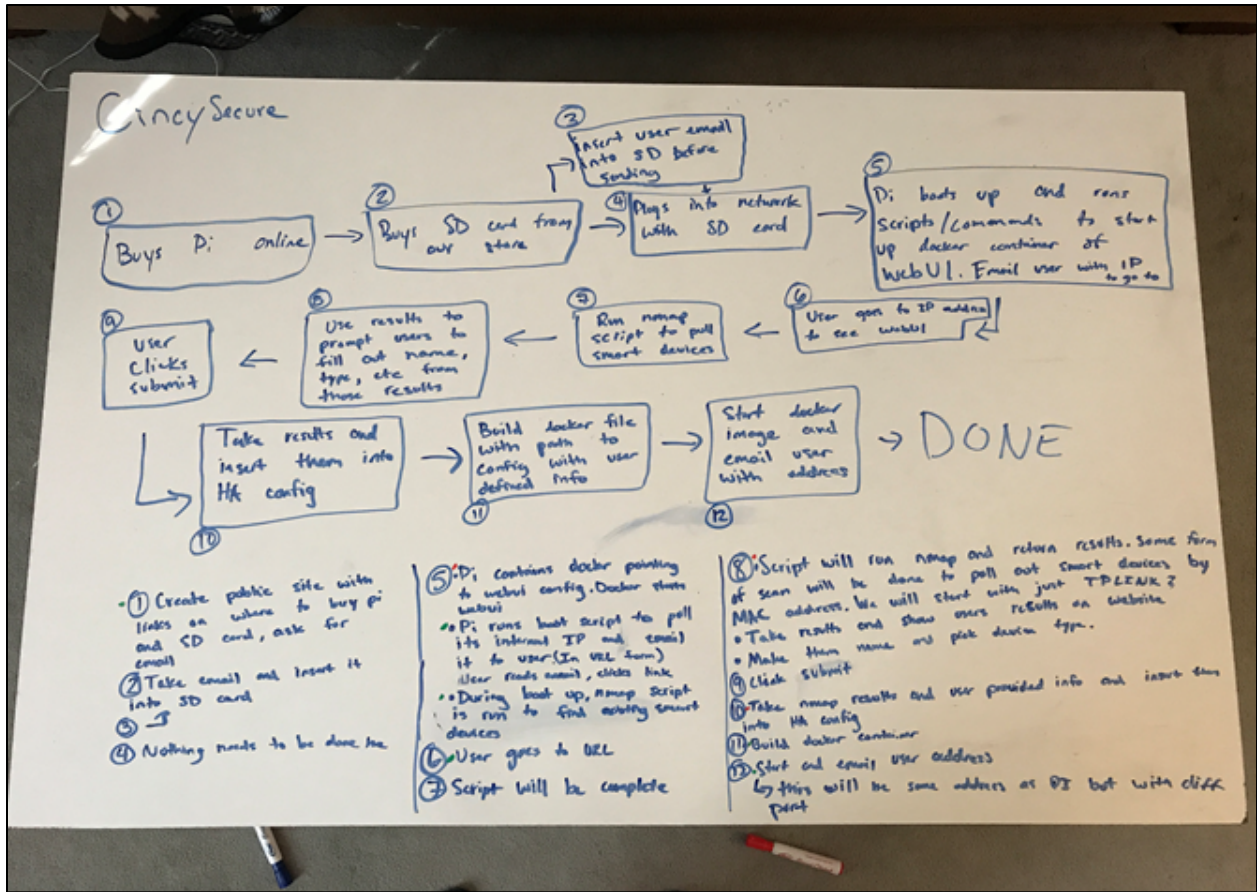 CincySecure
①
Buys Pi online
②
Buys SD card from
our store
③
insert user email
into SD before
sending
④
Plugs into network
with SD card
⑤
Pi boots up and runs
scripts/commands to start
up docker container of
WebUI. Email user with IP
to go to
⑥
User goes to IP address
to see webUI
⑦
Run nmap
script to pull
smart devices
⑧
Use results to
prompt users to
fill out name,
type, etc from
those results
⑨
User
Clicks
submit
Take results and
insert them into
HA config
⑩
Build docker file
with path to
config with user
defined info
⑪
Start docker
image and
email user
with address
⑫
DONE
① Create public site with
links on where to buy pi
and SD card, ask for
email
② Take email and insert it
into SD card
③
④ Nothing needs to be done
⑤ • Pi contains docker pointing
to webui config. Docker starts
webui
• Pi runs boot script to pull
its internal IP and email
it to user (In URL form)
User reads email, clicks link
• During boot up, nmap script
is run to find existing smart
devices
⑥ • User goes to URL
⑦ Script will be complete
⑧ • Script will run nmap and return results. Some form
of scan will be done to pull out smart devices by
MAC address. We will start with just TPLINK?
• Take results and show users results on website
• Make them name and pick device type.
⑨ Click submit
⑩ Take nmap results and user provided info and insert them
into HA config
⑪ Build docker container
⑫ • Start and email user address
↳ this will be same address as PI but with diff
port